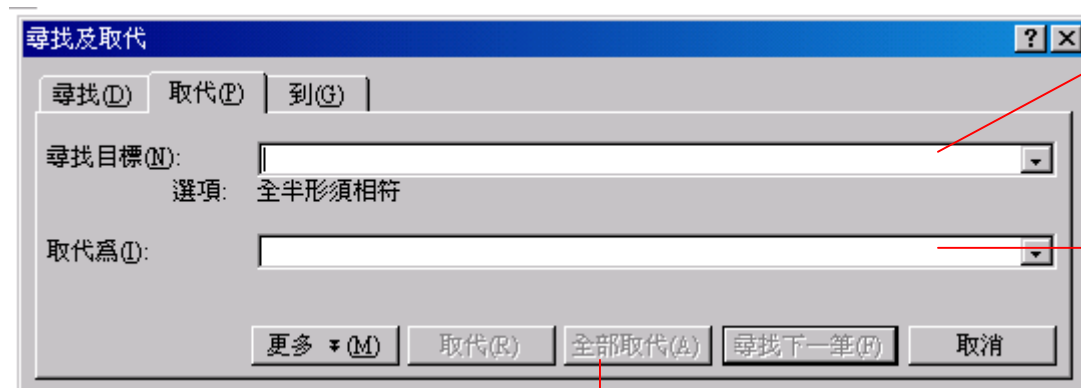 尋找及取代
尋找(D) 取代(P) 到(G)
尋找目標(N):
選項: 全半形須相符
取代爲(I):
更多 (M) 取代(R) 全部取代(A) 尋找下一筆(F) 取消